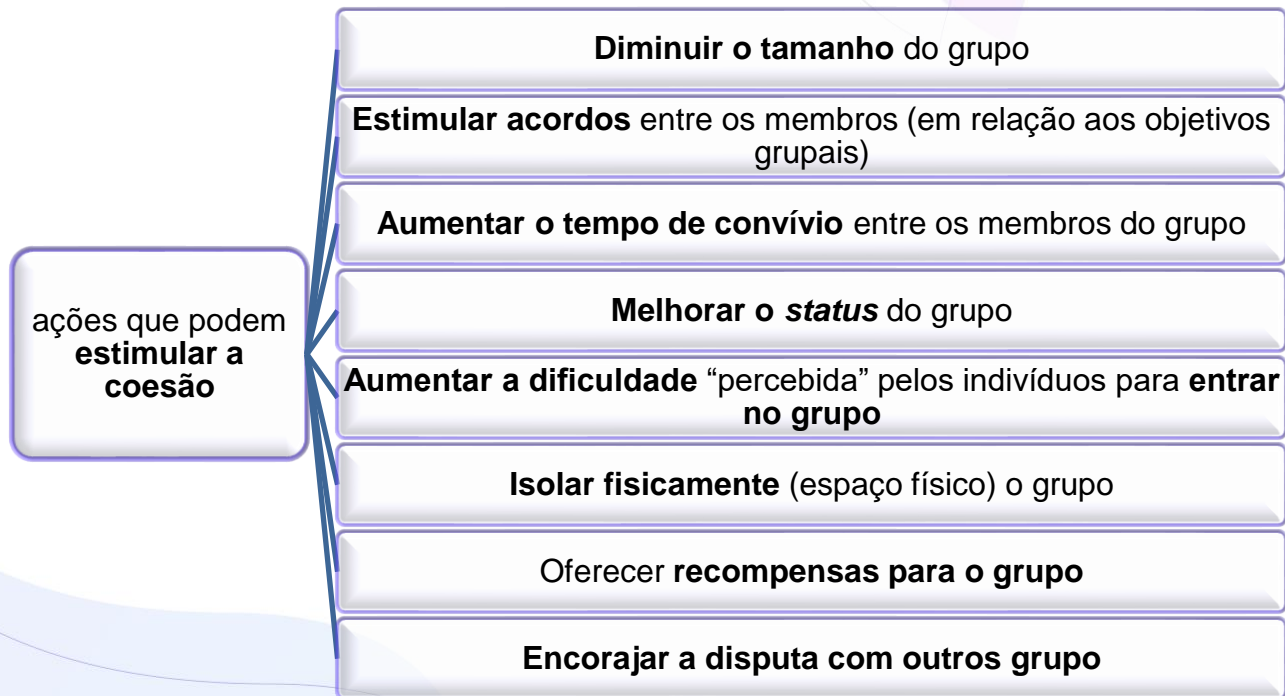 Diminuir o tamanho do grupo
Estimular acordos entre os membros (em relação aos objetivos
grupais)
Aumentar o tempo de convívio entre os membros do grupo
ações que podem
estimular a
coesão
Melhorar o status do grupo
Aumentar a dificuldade “percebida” pelos indivíduos para entrar
no grupo
Isolar fisicamente (espaço físico) o grupo
Oferecer recompensas para o grupo
Encorajar a disputa com outros grupo